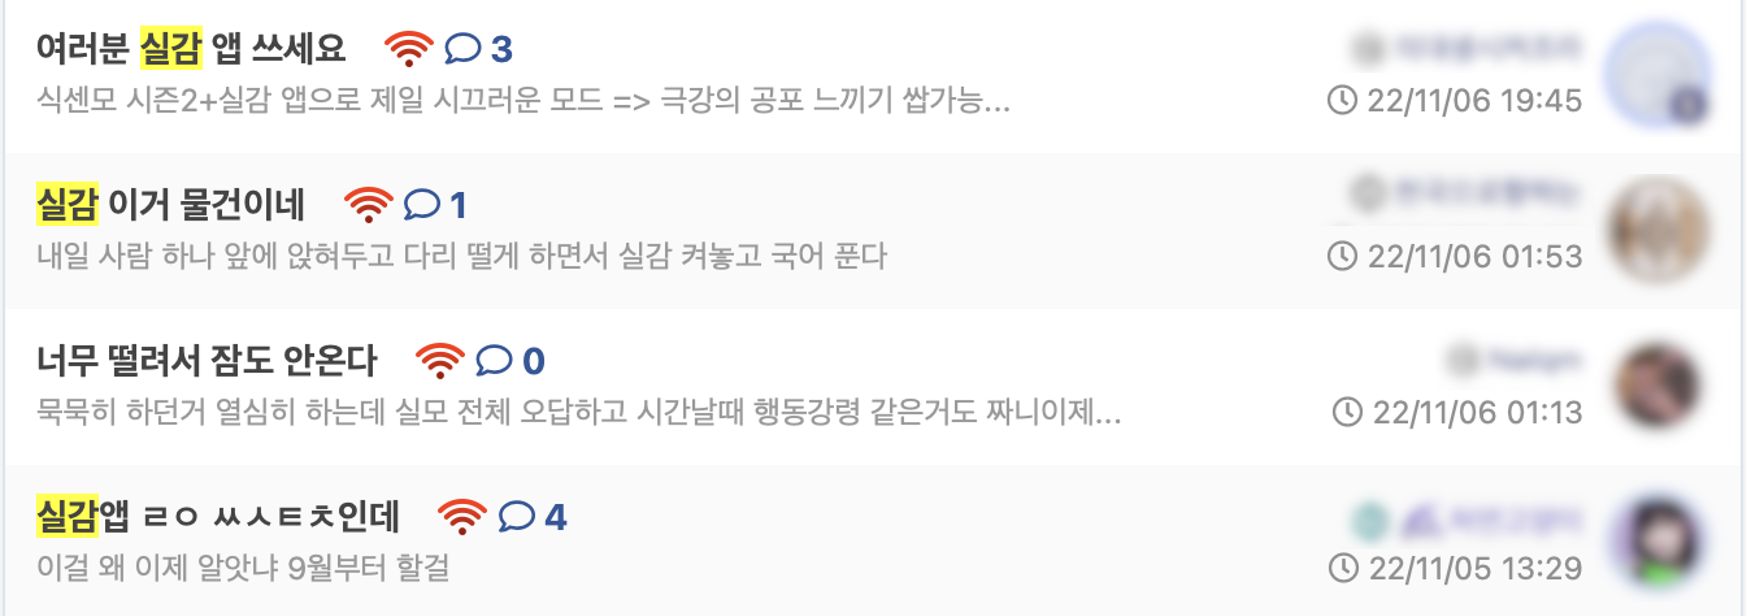 여러분 실감 앱 쓰세요 3
식센모 시즌2+실감 앱으로 제일 시끄러운 모드 => 극강의 공포 느끼기 쌉가능...
22/11/06 19:45
실감 이거 물건이네 1
내일 사람 하나 앞에 앉혀두고 다리 떨게 하면서 실감 켜놓고 국어 푼다
22/11/06 01:53
너무 떨려서 잠도 안온다 0
묵묵히 하던거 열심히 하는데 실모 전체 오답하고 시간날때 행동강령 같은거도 짜니이제...
22/11/06 01:13
실감앱 ㄹㅇ ㅆㅅㅌㅊ인데 4
이걸 왜 이제 알앗냐 9월부터 할걸
22/11/05 13:29